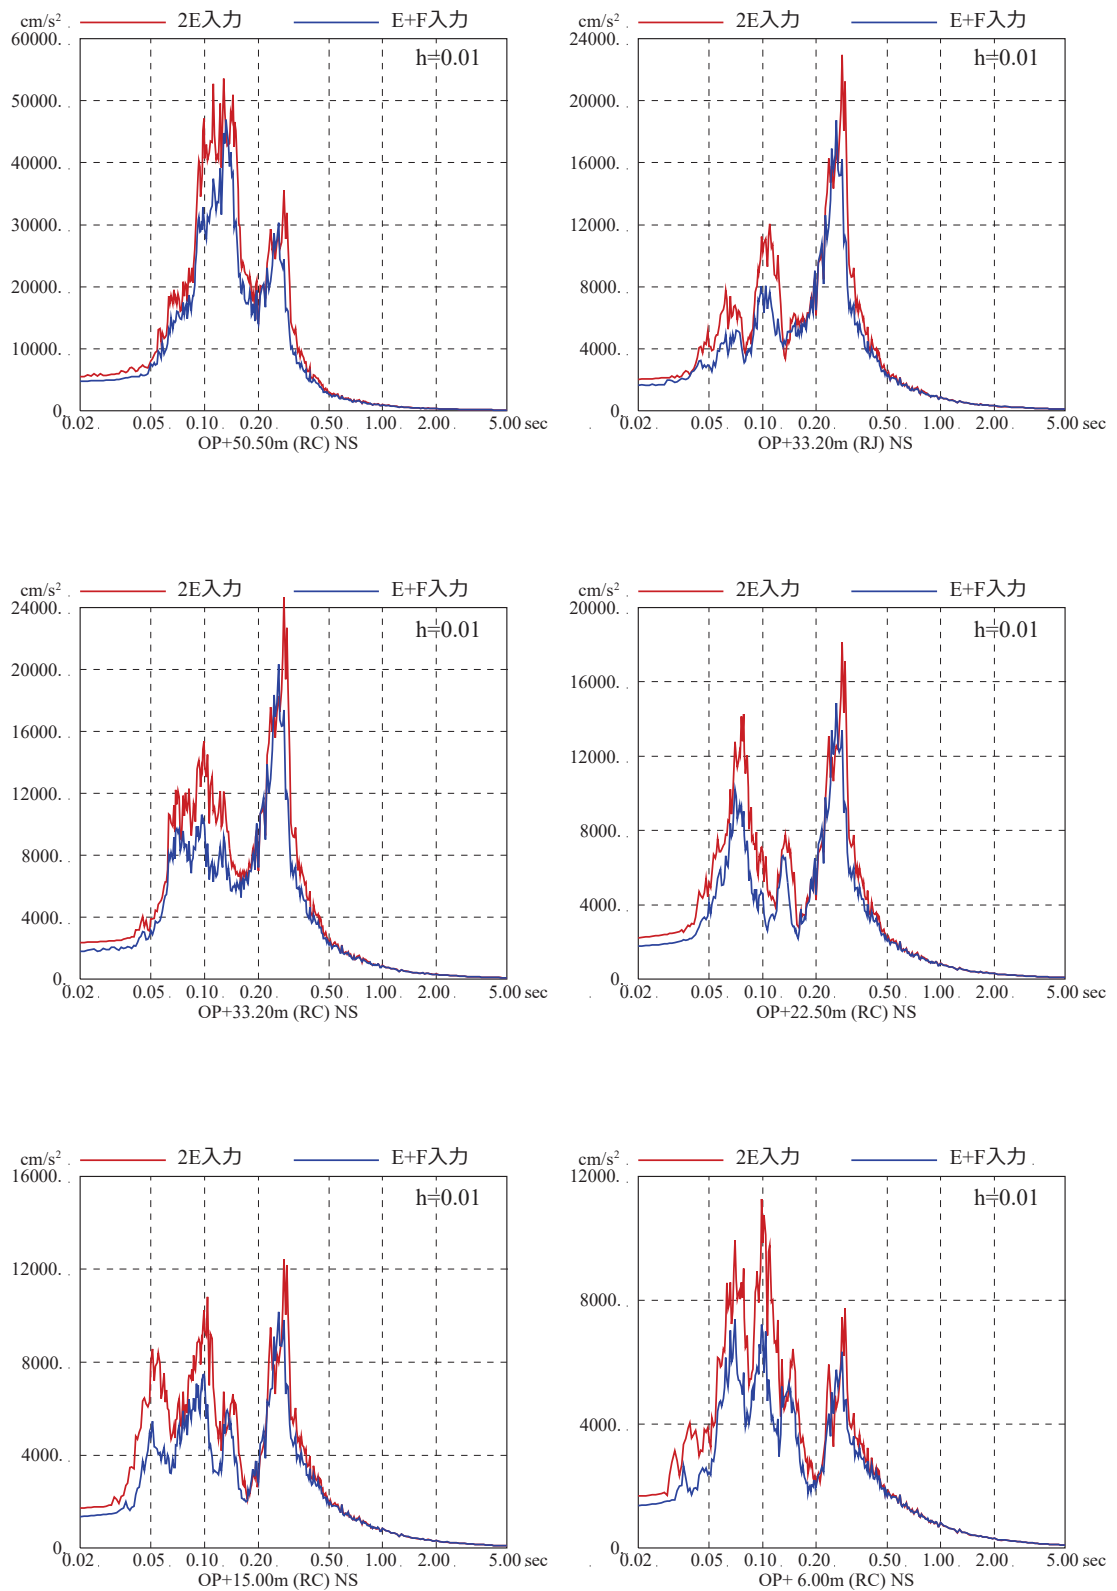 cm/s² 2E入力 E+F入力
60000.
h=0.01
50000.
40000.
30000.
20000.
10000.
0.
0.02 0.05 0.10 0.20 0.50 1.00 2.00 5.00 sec
OP+50.50m (RC) NS
cm/s² 2E入力 E+F入力
24000.
h=0.01
20000.
16000.
12000.
8000.
4000.
0.
0.02 0.05 0.10 0.20 0.50 1.00 2.00 5.00 sec
OP+33.20m (RJ) NS
cm/s² 2E入力 E+F入力
24000.
h=0.01
20000.
16000.
12000.
8000.
4000.
0.
0.02 0.05 0.10 0.20 0.50 1.00 2.00 5.00 sec
OP+33.20m (RC) NS
cm/s² 2E入力 E+F入力
20000.
h=0.01
16000.
12000.
8000.
4000.
0.
0.02 0.05 0.10 0.20 0.50 1.00 2.00 5.00 sec
OP+22.50m (RC) NS
cm/s² 2E入力 E+F入力
16000.
h=0.01
12000.
8000.
4000.
0.
0.02 0.05 0.10 0.20 0.50 1.00 2.00 5.00 sec
OP+15.00m (RC) NS
cm/s² 2E入力 E+F入力
12000.
h=0.01
8000.
4000.
0.
0.02 0.05 0.10 0.20 0.50 1.00 2.00 5.00 sec
OP+ 6.00m (RC) NS